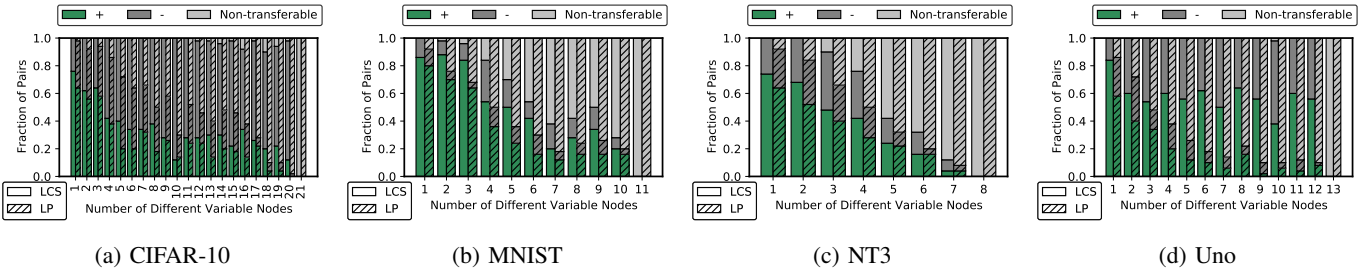 + - Non-transferable
1.0
0.8
0.6
0.4
0.2
0.0
Fraction of Pairs
1 2 3 4 5 6 7 8 9 10 11 12 13 14 15 16 17 18 19 20 21
LCS
LP
Number of Different Variable Nodes
(a) CIFAR-10
+ - Non-transferable
1.0
0.8
0.6
0.4
0.2
0.0
Fraction of Pairs
1 2 3 4 5 6 7 8 9 10 11
LCS
LP
Number of Different Variable Nodes
(b) MNIST
+ - Non-transferable
1.0
0.8
0.6
0.4
0.2
0.0
Fraction of Pairs
1 2 3 4 5 6 7 8
LCS
LP
Number of Different Variable Nodes
(c) NT3
+ - Non-transferable
1.0
0.8
0.6
0.4
0.2
0.0
Fraction of Pairs
1 2 3 4 5 6 7 8 9 10 11 12 13
LCS
LP
Number of Different Variable Nodes
(d) Uno